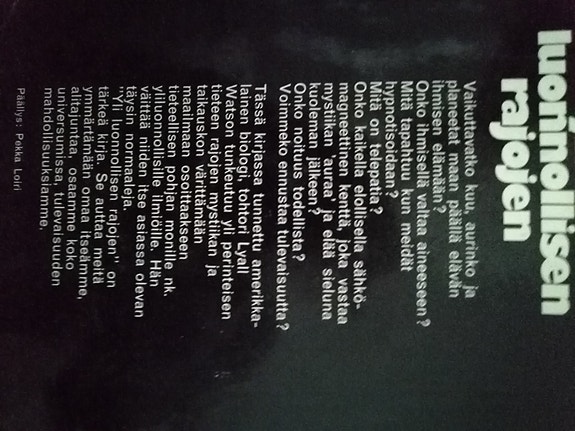 luonnollisen
rajojen
Vaikuttavatko kuu, aurinko ja
planeetat maan päällä elävän
ihmisen elämään?
Onko ihmisellä valtaa aineeseen?
Mitä tapahtuu kun meidät
hypnotisoidaan?
Mitä on telepatia?
Onko kaikella elollisella sähkö-
magneettinen kenttä, joka vastaa
mystiikan 'auraa' ja elää sieluna
kuoleman jälkeen?
Onko noituus todellista?
Voimmeko ennustaa tulevaisuutta?
Tässä kirjassa tunnettu amerikka-
lainen biologi, tohtori Lyall
Watson tunkeutuu yli perinteisen
tieteen rajojen mystiikan ja
taikauskon värittämään
maailmaan osoittaakseen
tieteellisen pohjan monille nk.
yliluonnollisille ilmiöille. Hän
väittää niiden itse asiassa olevan
täysin normaaleja.
"Yli luonnollisen rajojen" on
tärkeä kirja. Se auttaa meitä
ymmärtämään omaa itseämme,
alitajuntaa, osaamme koko
universumissa, tulevaisuuden
mahdollisuuksiamme.
Päällys: Pekka Loiri